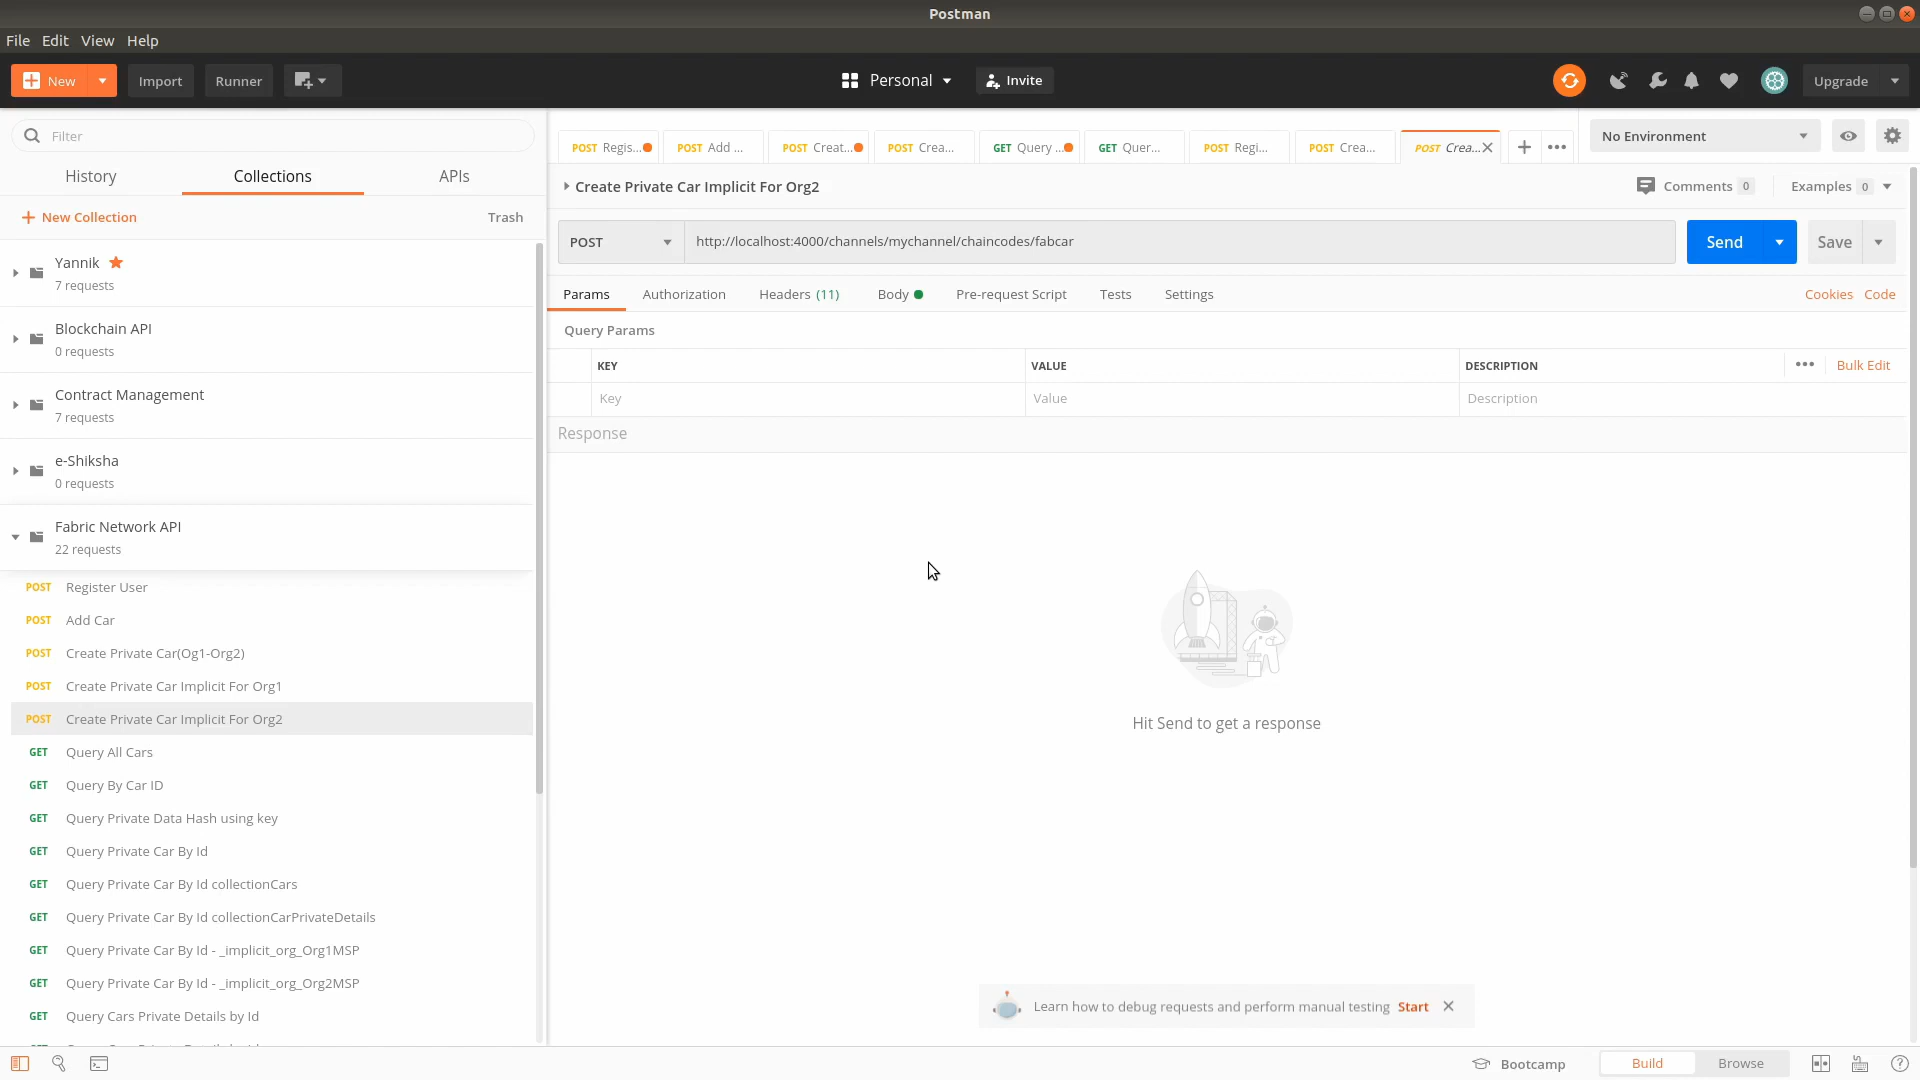 Postman
File Edit View Help
New Import Runner Personal Invite Upgrade
Filter
History Collections APIs
New Collection Trash
Yannik
7 requests
Blockchain API
0 requests
Contract Management
7 requests
e-Shiksha
0 requests
Fabric Network API
22 requests
POST Register User
POST Add Car
POST Create Private Car(Og1-Org2)
POST Create Private Car Implicit For Org1
POST Create Private Car Implicit For Org2
GET Query All Cars
GET Query By Car ID
GET Query Private Data Hash using key
GET Query Private Car By Id
GET Query Private Car By Id collectionCars
GET Query Private Car By Id collectionCarPrivateDetails
GET Query Private Car By Id - _implicit_org_Org1MSP
GET Query Private Car By Id - _implicit_org_Org2MSP
GET Query Cars Private Details by Id
POST Regis... POST Add ... POST Creat... POST Crea... GET Query ... GET Quer... POST Regi... POST Crea... POST Crea...
No Environment
Create Private Car Implicit For Org2 Comments 0 Examples 0
POST http://localhost:4000/channels/mychannel/chaincodes/fabcar Send Save
Params Authorization Headers (11) Body Pre-request Script Tests Settings Cookies Code
Query Params
KEY VALUE DESCRIPTION Bulk Edit
Key Value Description
Response
Hit Send to get a response
Learn how to debug requests and perform manual testing Start
Bootcamp Build Browse